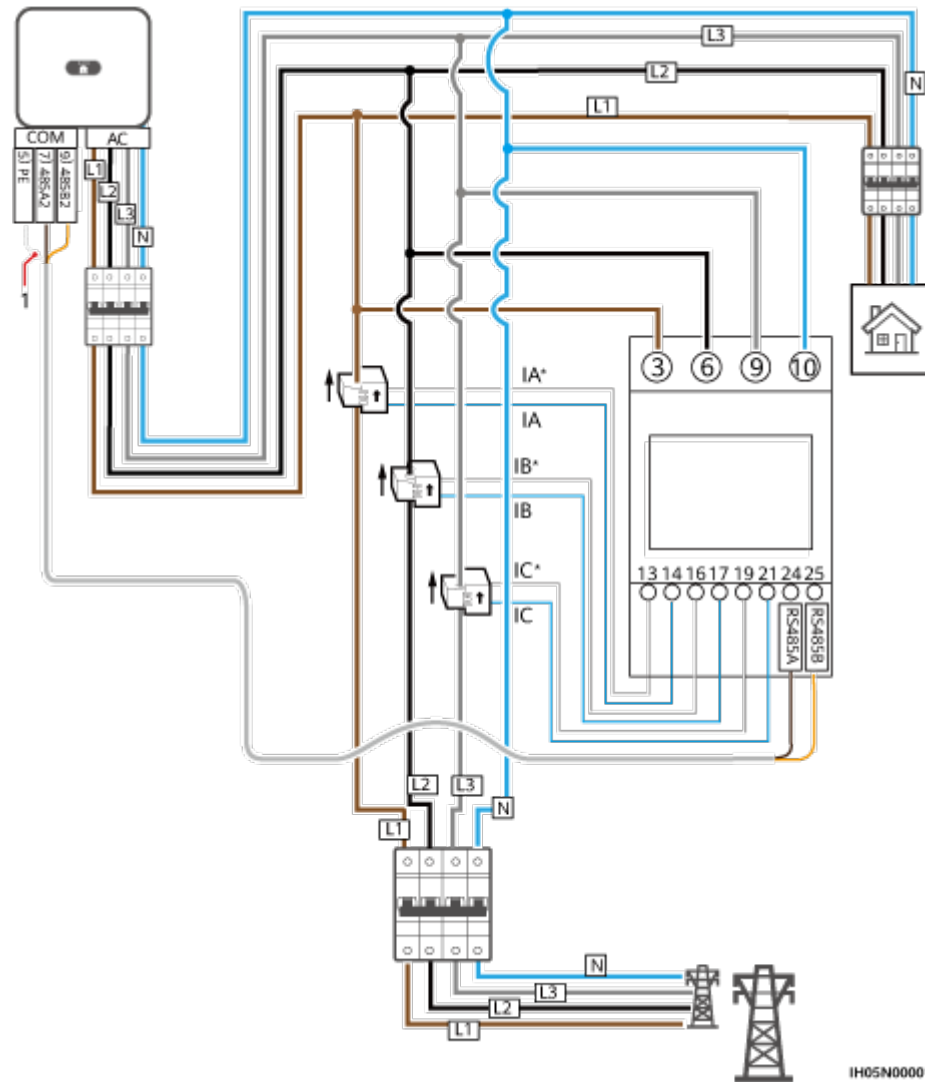 L3
L2
N
L1
COM
AC
5) PE
7) 485A2
9) 485B2
L1
L2
L3
N
1
3
6
9
10
IA*
IA
IB*
IB
IC*
IC
13 14 16 17 19 21 24 25
RS485A
RS485B
L2
L3
N
L1
N
L3
L2
L1
IH05N0000